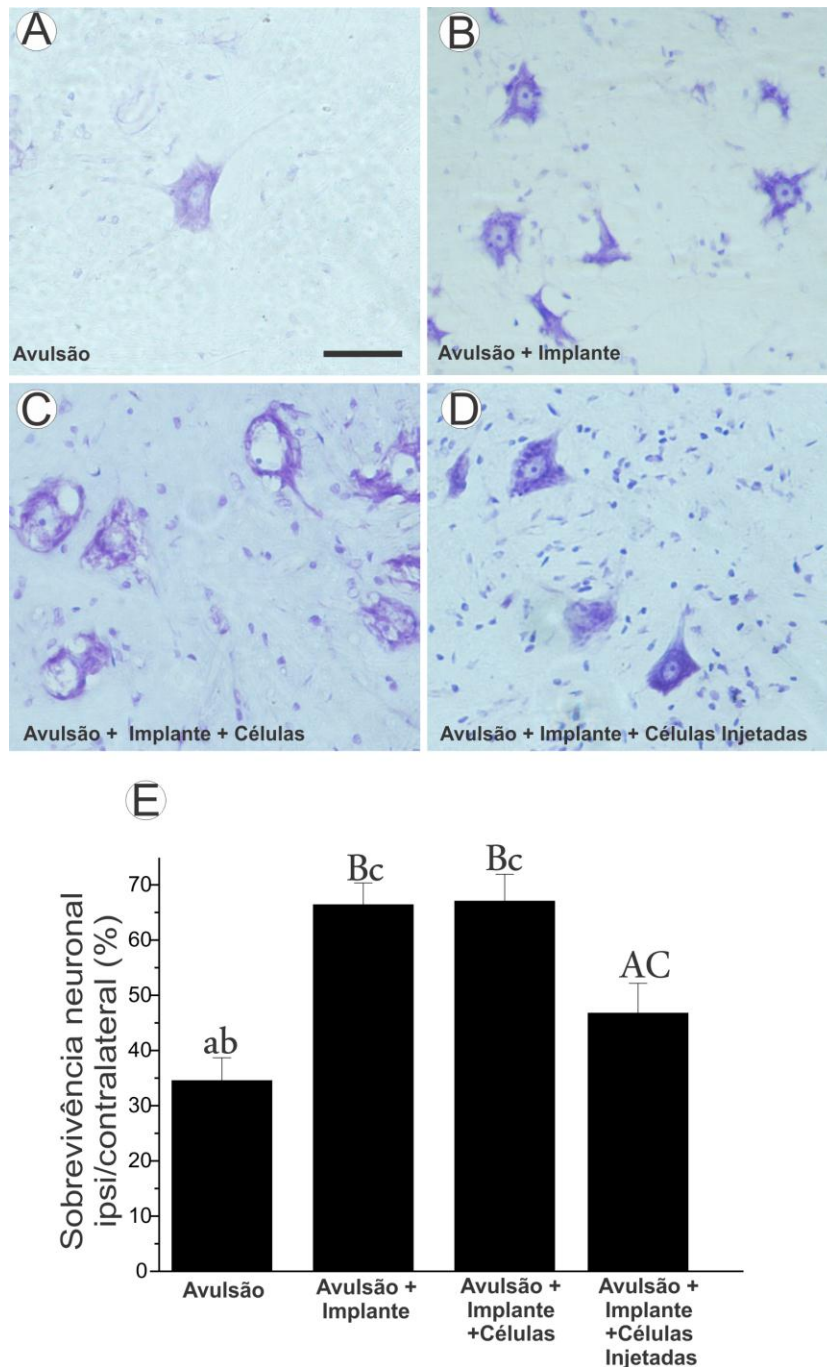 A
B
Avulsão
Avulsão + Implante
C
D
Avulsão + Implante + Células
Avulsão + Implante + Células Injetadas
E
Sobrevivência neuronal
ipsi/contralateral (%)
70
60
50
40
30
20
10
0
ab
Bc
Bc
AC
Avulsão
Avulsão +
Implante
Avulsão +
Implante
+Células
Avulsão +
Implante
+Células
Injetadas